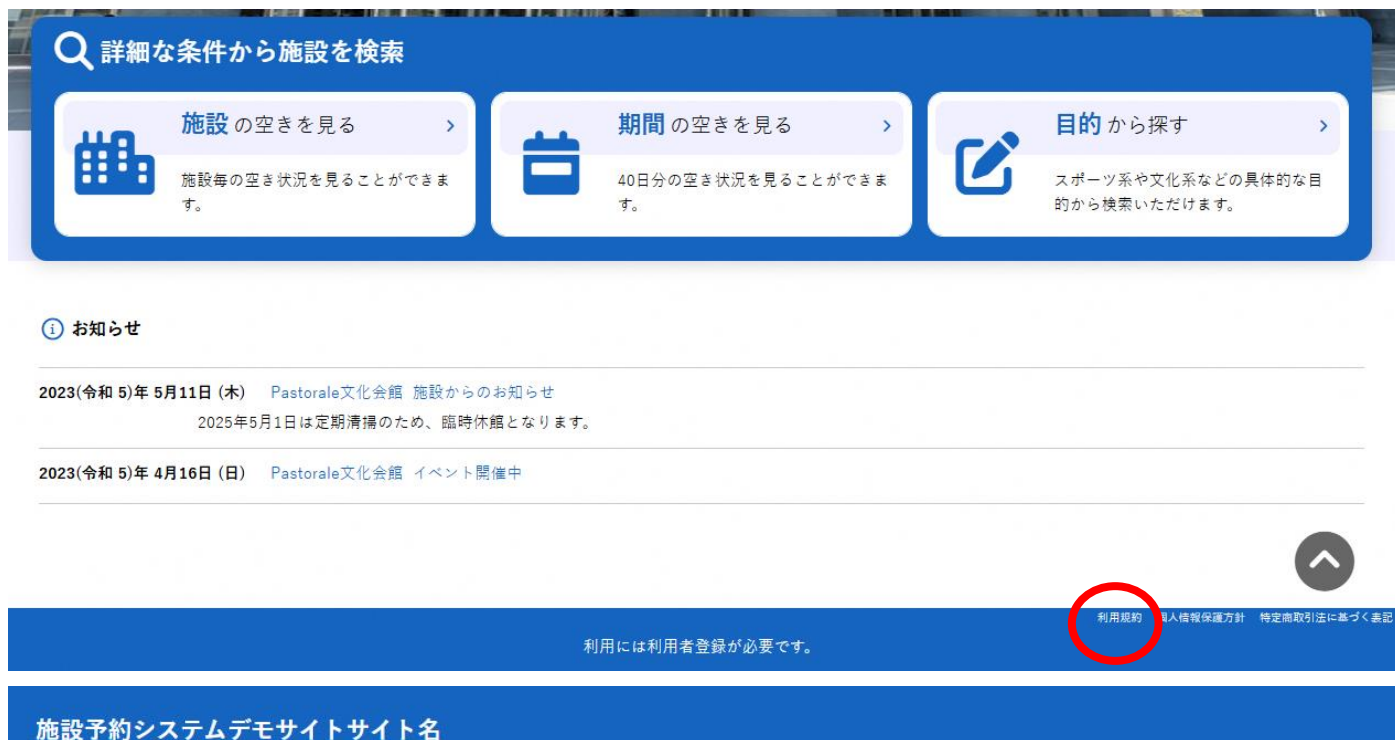 詳細な条件から施設を検索
施設 の空きを見る
施設毎の空き状況を見ることができま
す。
期間 の空きを見る
40日分の空き状況を見ることができま
す。
目的 から探す
スポーツ系や文化系などの具体的な目
的から検索いただけます。
お知らせ
2023(令和 5)年 5月11日 (木) Pastorale文化会館 施設からのお知らせ
2025年5月1日は定期清掃のため、臨時休館となります。
2023(令和 5)年 4月16日 (日) Pastorale文化会館 イベント開催中
利用規約 個人情報保護方針 特定商取引法に基づく表記
利用には利用者登録が必要です。
施設予約システムデモサイトサイト名